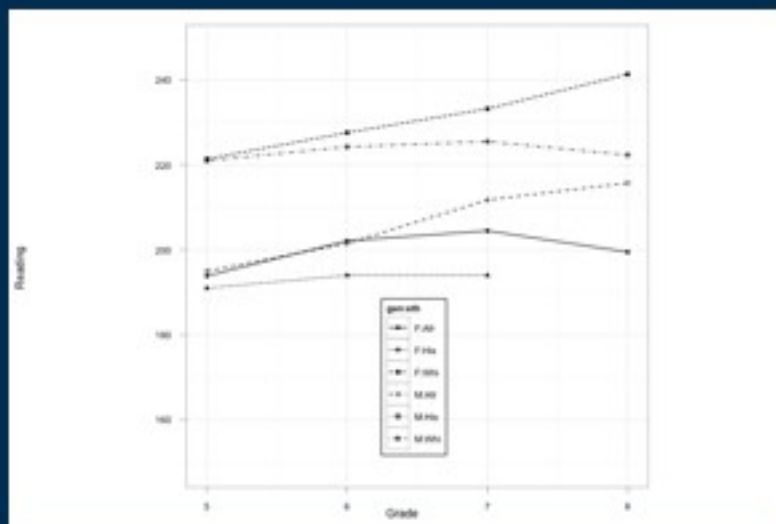 240
220
200
180
160
Reading
gen:eth
F:Afr
F:His
F:Whi
M:Afr
M:His
M:Whi
5 6 7 8
Grade